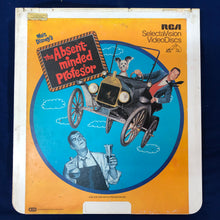 Walt
Disney's
the Absent-
minded
Professor
RCA
SelectaVision
VideoDiscs